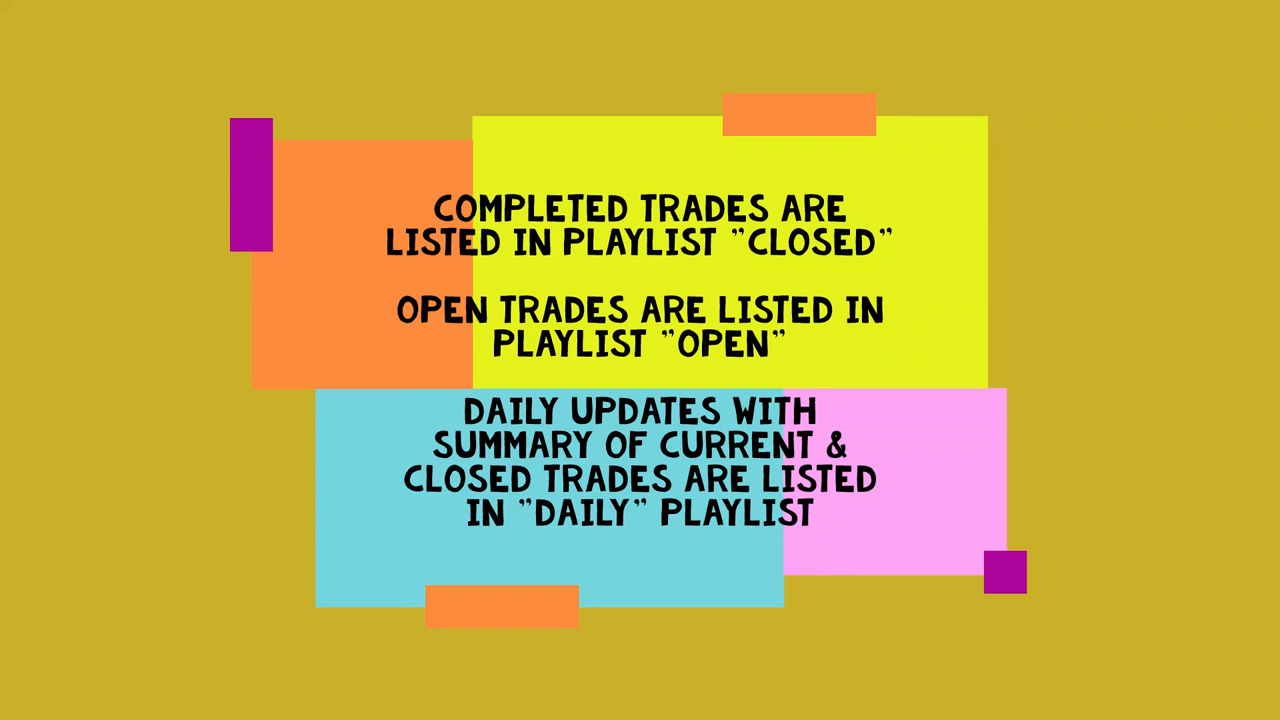 COMPLETED TRADES ARE
LISTED IN PLAYLIST "CLOSED"
OPEN TRADES ARE LISTED IN
PLAYLIST "OPEN"
DAILY UPDATES WITH
SUMMARY OF CURRENT &
CLOSED TRADES ARE LISTED
IN "DAILY" PLAYLIST